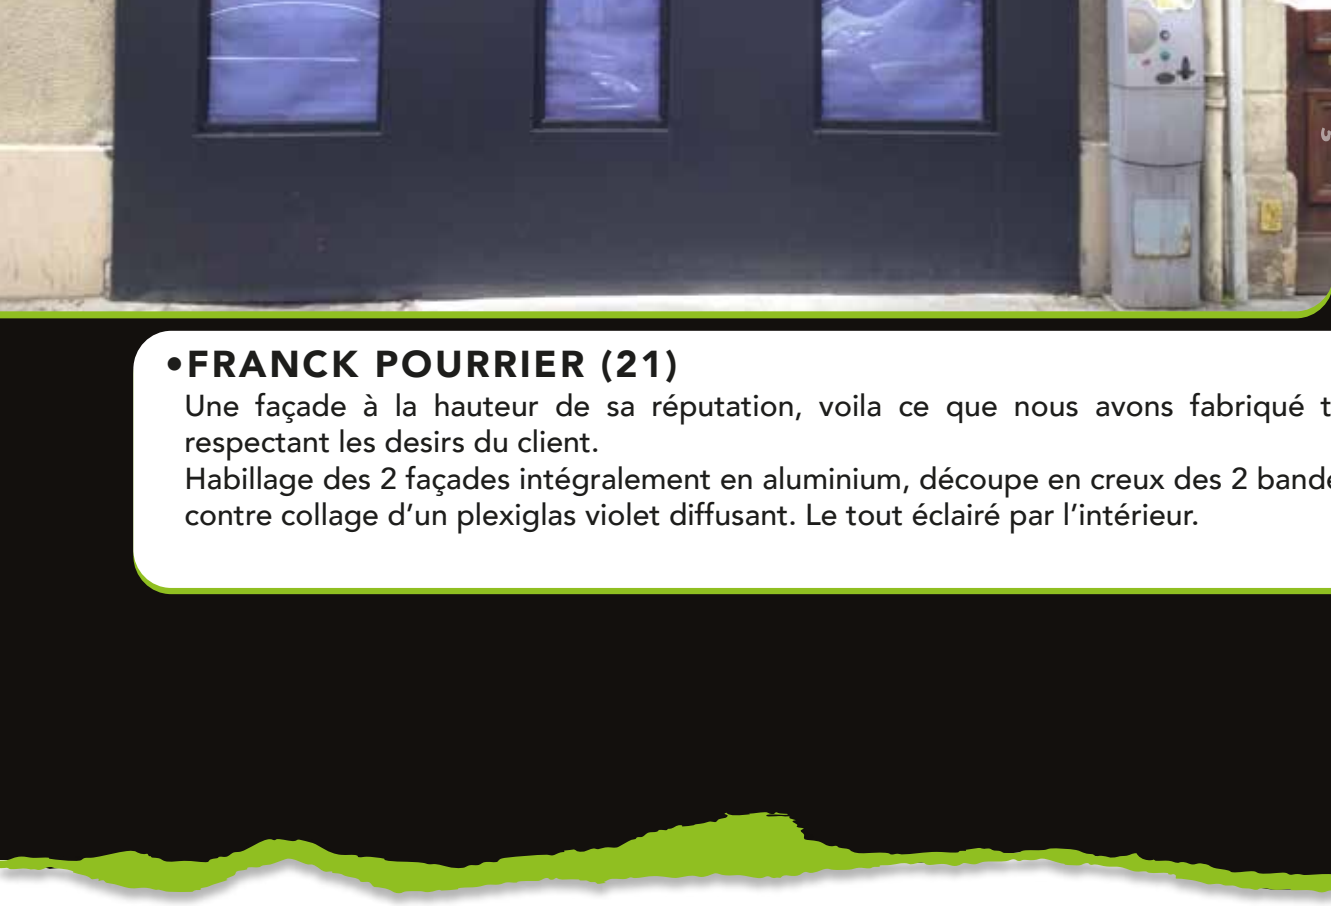 •FRANCK POURRIER (21)
Une façade à la hauteur de sa réputation, voila ce que nous avons fabriqué
respectant les desirs du client.
Habillage des 2 façades intégralement en aluminium, découpe en creux des 2
contre collage d’un plexiglas violet diffusant. Le tout éclairé par l’intérieur.